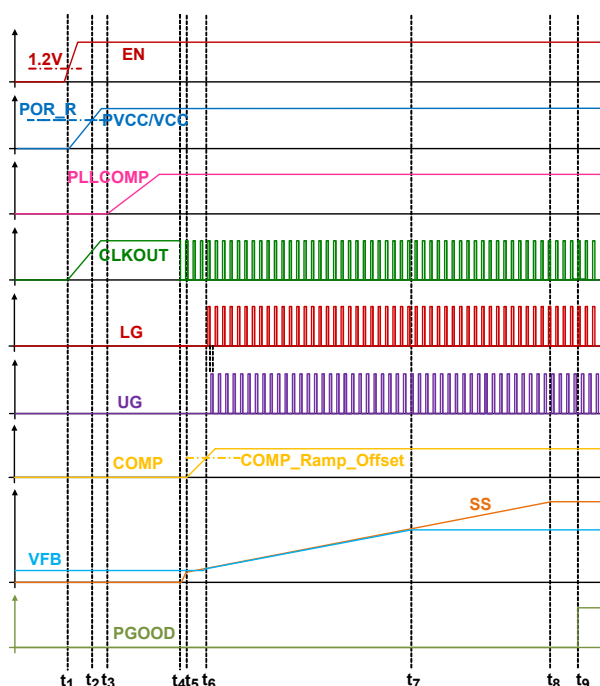 1.2V
EN
POR_R
PVCC/VCC
PLLCOMP
CLKOUT
LG
UG
COMP
COMP_Ramp_Offset
SS
VFB
PGOOD
t1 t2 t3 t4 t5 t6 t7 t8 t9